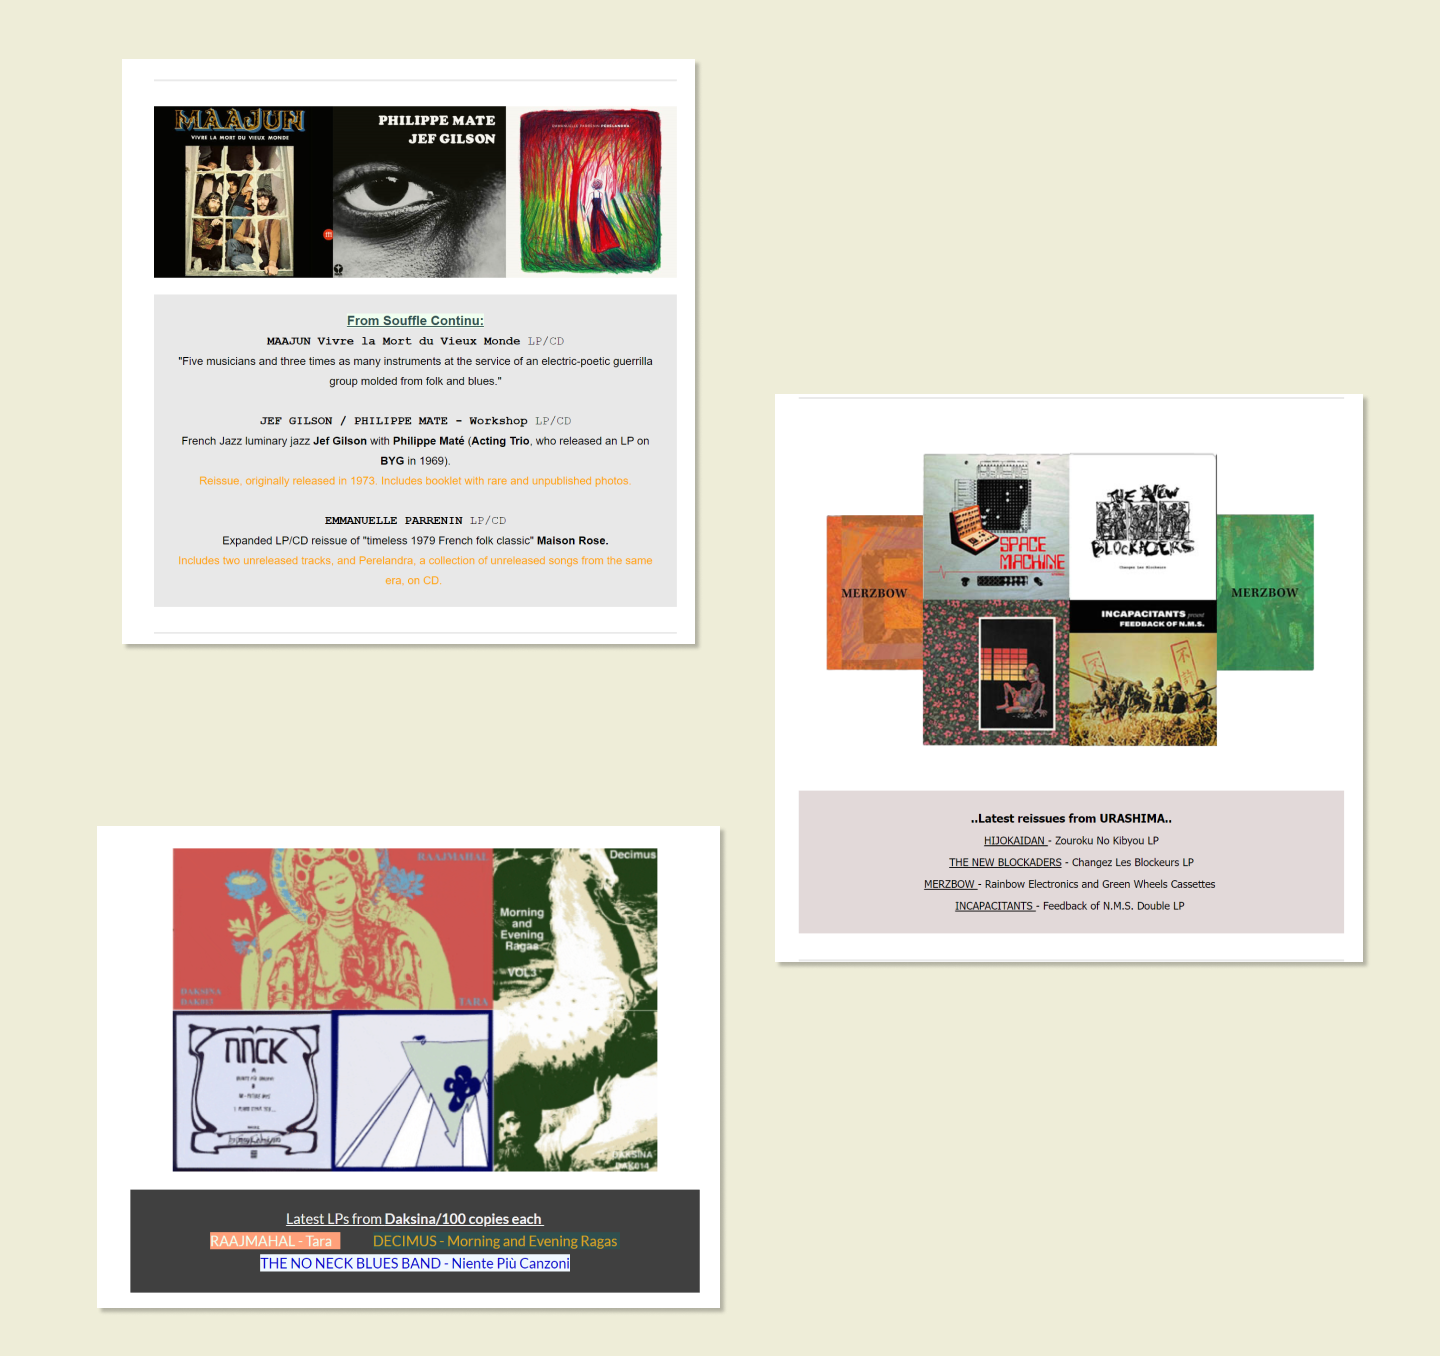 MAAJUN
VIVRE LA MORT DU VIEUX MONDE
PHILIPPE MATE
JEF GILSON
EMMANUELLE PARRENIN PERELANDRA
m
From Souffle Continu:
MAAJUN Vivre la Mort du Vieux Monde LP/CD
"Five musicians and three times as many instruments at the service of an electric-poetic guerrilla
group molded from folk and blues."
JEF GILSON / PHILIPPE MATE - Workshop LP/CD
French Jazz luminary jazz Jef Gilson with Philippe Maté (Acting Trio, who released an LP on
BYG in 1969).
Reissue, originally released in 1973. Includes booklet with rare and unpublished photos.
EMMANUELLE PARRENIN LP/CD
Expanded LP/CD reissue of "timeless 1979 French folk classic" Maison Rose.
Includes two unreleased tracks, and Perelandra, a collection of unreleased songs from the same
era, on CD.
SPACE
MACHINE
THE NEW
BLOCKADERS
Changez Les Blockeurs
MERZBOW
MERZBOW
INCAPACITANTS present
FEEDBACK OF N.M.S.
..Latest reissues from URASHIMA..
HIJOKAIDAN - Zouroku No Kibyou LP
THE NEW BLOCKADERS - Changez Les Blockeurs LP
MERZBOW - Rainbow Electronics and Green Wheels Cassettes
INCAPACITANTS - Feedback of N.M.S. Double LP
RAAJMAHAL
DAKSINA
DAK013
TARA
Decimus
Morning
and
Evening
Ragas
VOL3
DAKSINA
DAK014
NNCK
A
B
Latest LPs from Daksina/100 copies each
RAAJMAHAL - Tara
DECIMUS - Morning and Evening Ragas
THE NO NECK BLUES BAND - Niente Più Canzoni